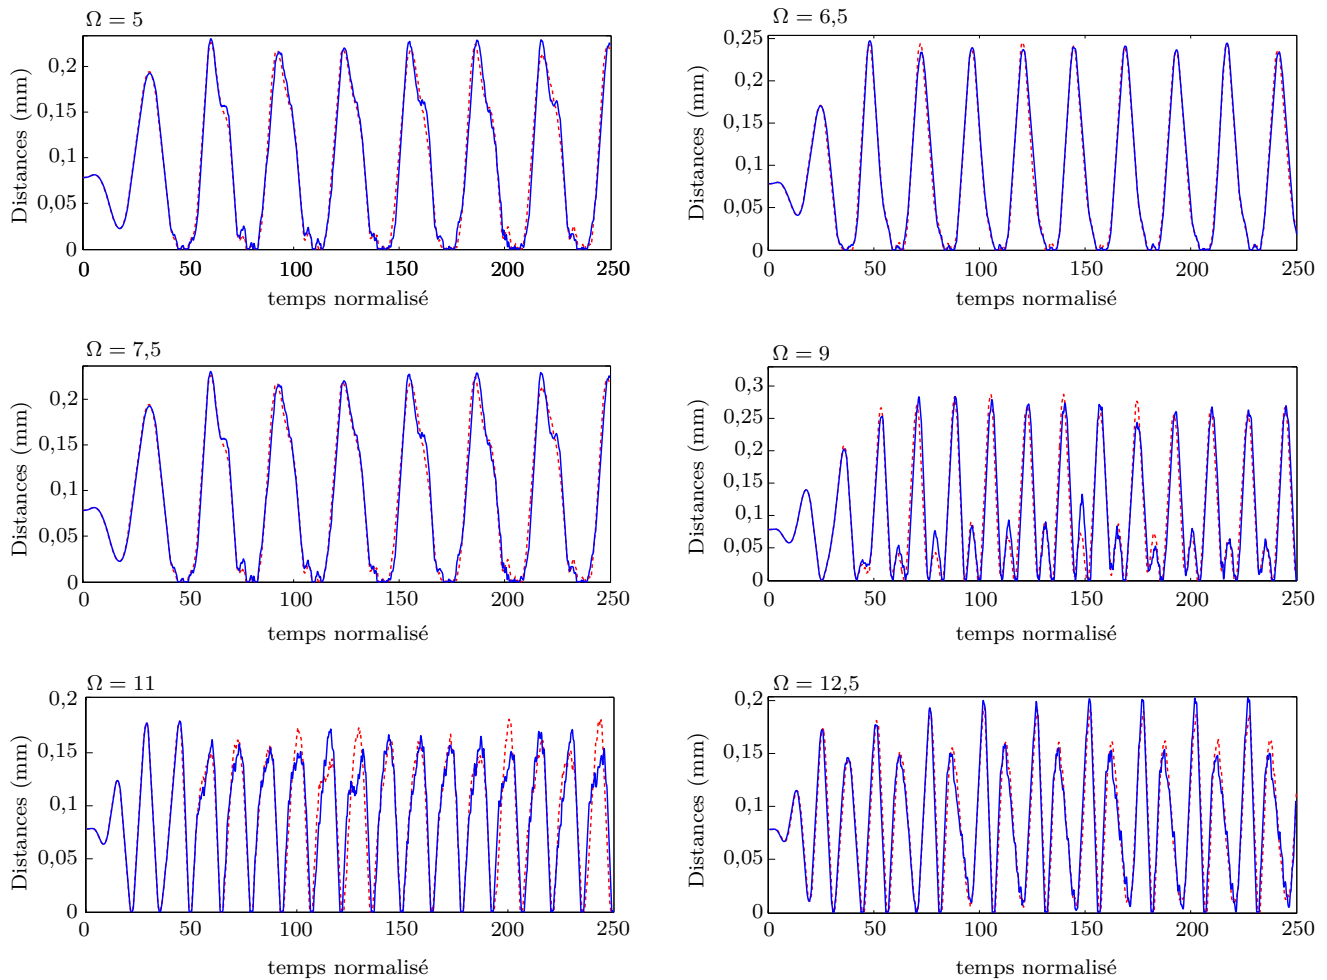 Ω = 5
Distances (mm)
0,2
0,15
0,1
0,05
0
0 50 100 150 200 250
temps normalisé
Ω = 6,5
Distances (mm)
0,25
0,2
0,15
0,1
0,05
0
0 50 100 150 200 250
temps normalisé
Ω = 7,5
Distances (mm)
0,2
0,15
0,1
0.05
0
0 50 100 150 200 250
temps normalisé
Ω = 9
Distances (mm)
0,3
0,25
0,2
0,15
0,1
0,05
0
0 50 100 150 200 250
temps normalisé
Ω = 11
Distances (mm)
0,2
0,15
0,1
0,05
0
0 50 100 150 200 250
temps normalisé
Ω = 12,5
Distances (mm)
0,2
0,15
0,1
0,05
0
0 50 100 150 200 250
temps normalisé